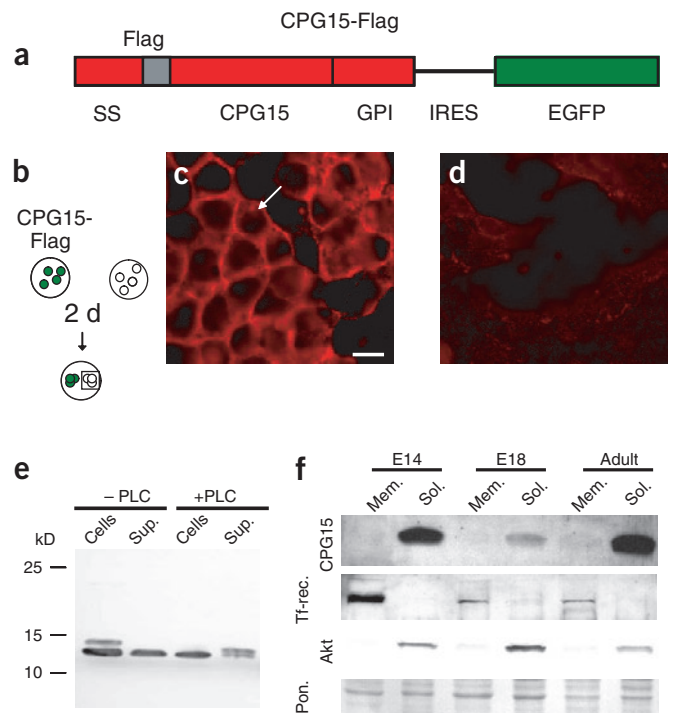 CPG15-Flag
Flag
a
SS CPG15 GPI IRES EGFP
b
CPG15-
Flag
2 d
c
d
e
– PLC +PLC
Cells Sup. Cells Sup.
kD
25
15
10
f
E14 E18 Adult
Mem. Sol. Mem. Sol. Mem. Sol.
CPG15
Tf-rec.
Akt
Pon.